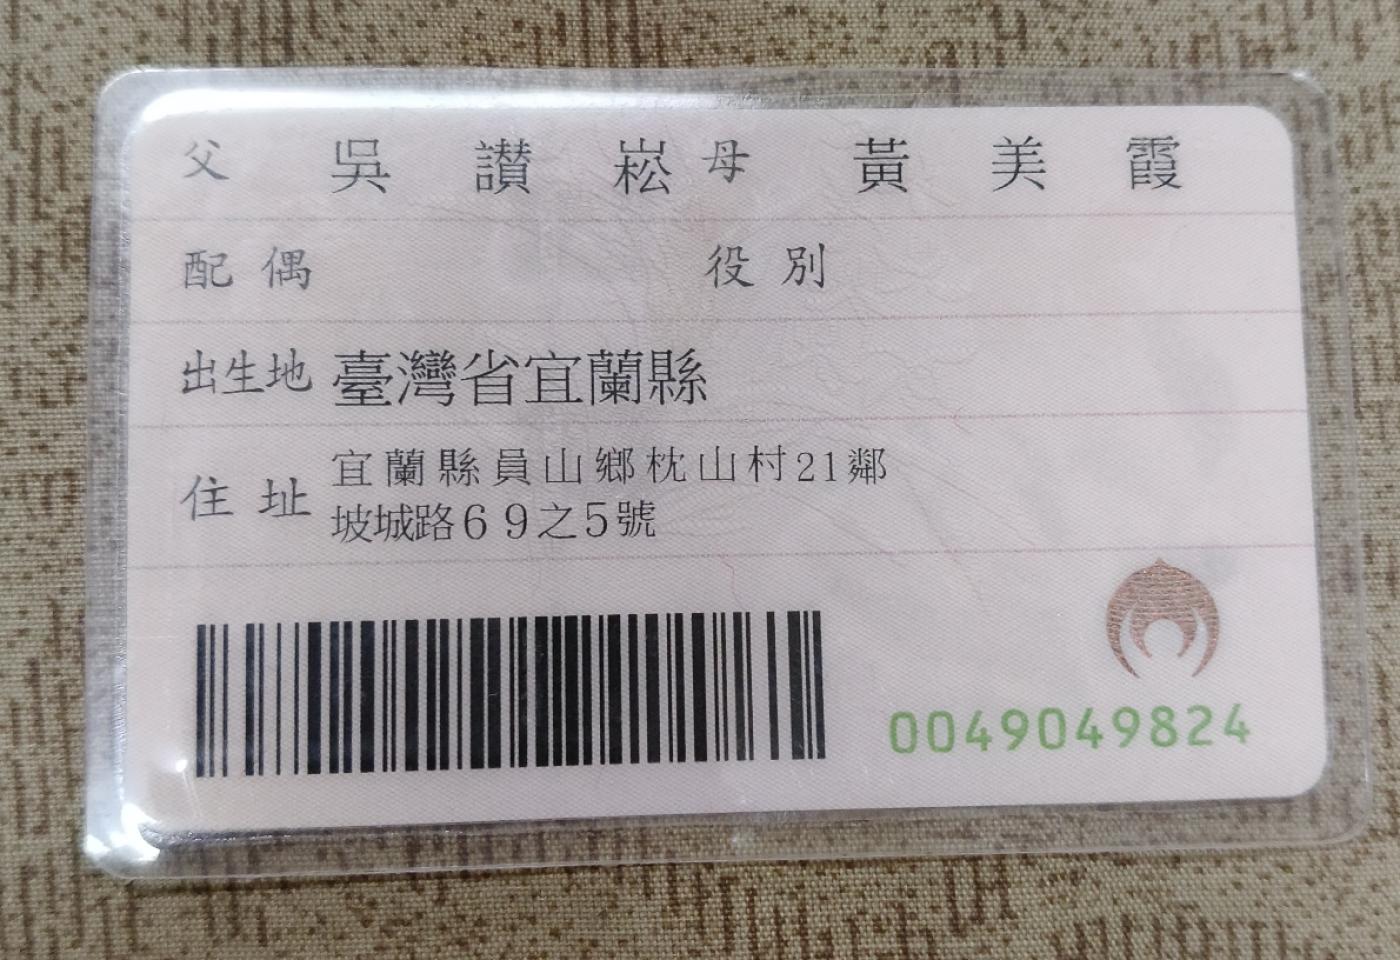 父 吳讚崧 母 黃美霞
配偶 役別
出生地 臺灣省宜蘭縣
住址 宜蘭縣員山鄉枕山村21鄰
坡城路69之5號
0049049824